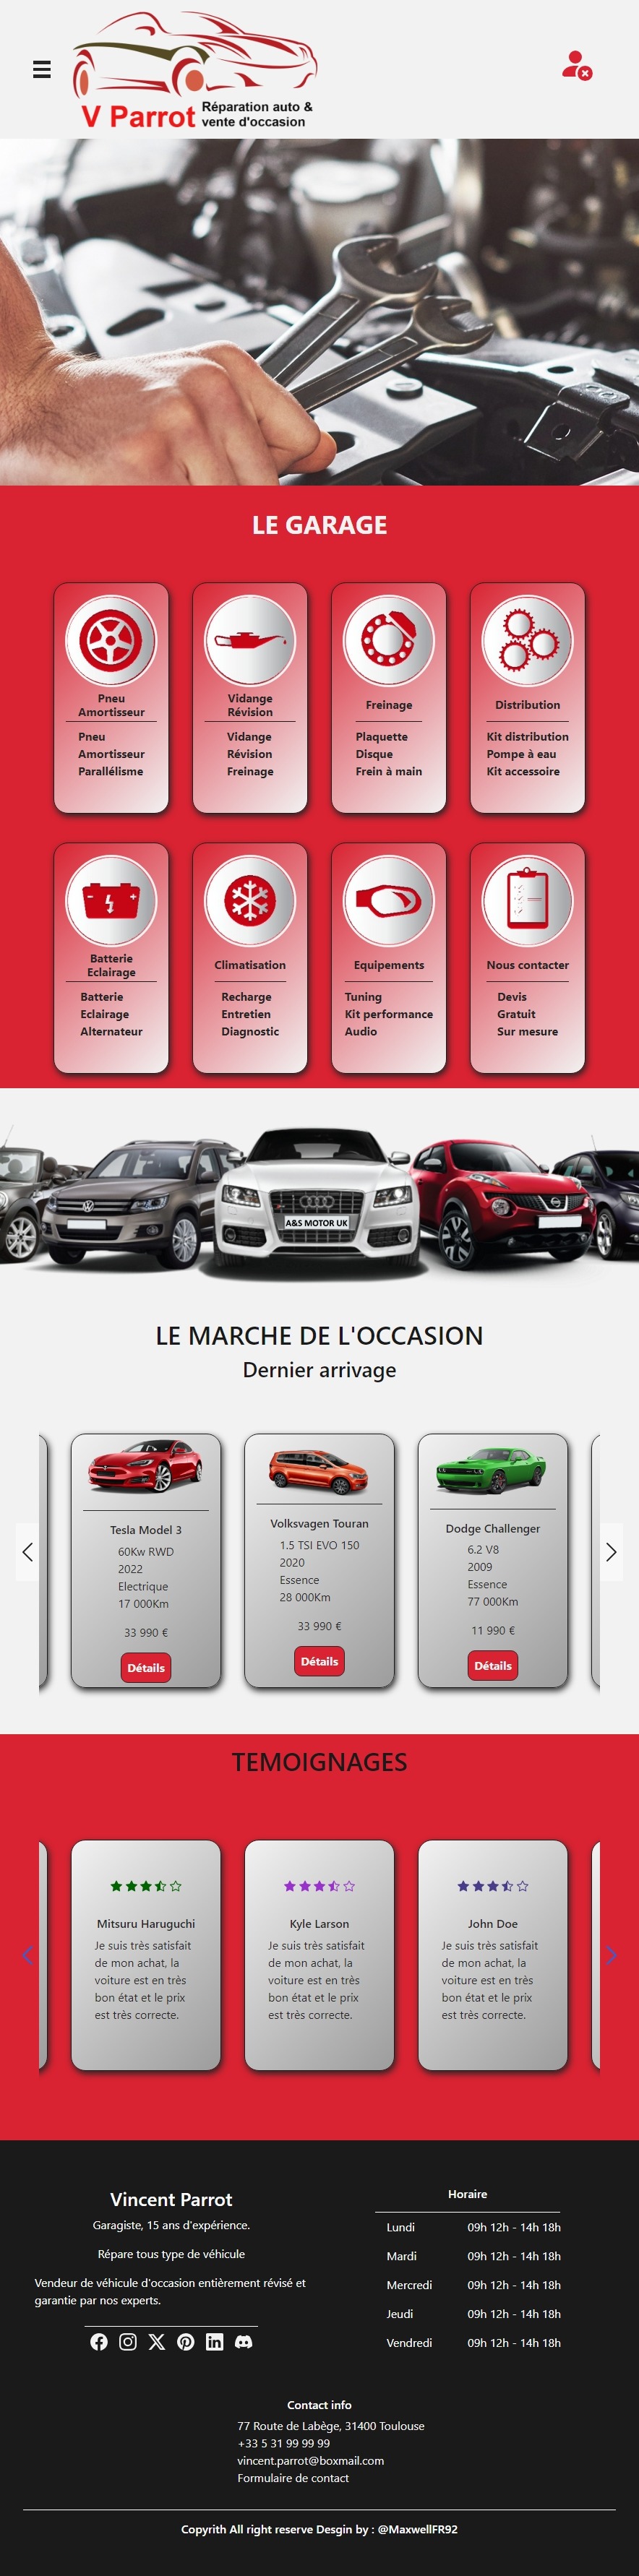 V Parrot
Réparation auto &
vente d'occasion
LE GARAGE
Pneu
Amortisseur
Pneu
Amortisseur
Parallélisme
Vidange
Révision
Vidange
Révision
Freinage
Freinage
Plaquette
Disque
Frein à main
Distribution
Kit distribution
Pompe à eau
Kit accessoire
Batterie
Eclairage
Batterie
Eclairage
Alternateur
Climatisation
Recharge
Entretien
Diagnostic
Equipements
Tuning
Kit performance
Audio
Nous contacter
Devis
Gratuit
Sur mesure
A&S MOTOR UK
LE MARCHE DE L'OCCASION
Dernier arrivage
Tesla Model 3
60Kw RWD
2022
Electrique
17 000Km
33 990 €
Détails
Volksvagen Touran
1.5 TSI EVO 150
2020
Essence
28 000Km
33 990 €
Détails
Dodge Challenger
6.2 V8
2009
Essence
77 000Km
11 990 €
Détails
TEMOIGNAGES
Mitsuru Haruguchi
Je suis très satisfait
de mon achat, la
voiture est en très
bon état et le prix
est très correcte.
Kyle Larson
Je suis très satisfait
de mon achat, la
voiture est en très
bon état et le prix
est très correcte.
John Doe
Je suis très satisfait
de mon achat, la
voiture est en très
bon état et le prix
est très correcte.
Vincent Parrot
Garagiste, 15 ans d'expérience.
Répare tous type de véhicule
Vendeur de véhicule d'occasion entièrement révisé et
garantie par nos experts.
Horaire
Lundi 09h 12h - 14h 18h
Mardi 09h 12h - 14h 18h
Mercredi 09h 12h - 14h 18h
Jeudi 09h 12h - 14h 18h
Vendredi 09h 12h - 14h 18h
Contact info
77 Route de Labège, 31400 Toulouse
+33 5 31 99 99 99
vincent.parrot@boxmail.com
Formulaire de contact
Copyrith All right reserve Desgin by : @MaxwellFR92